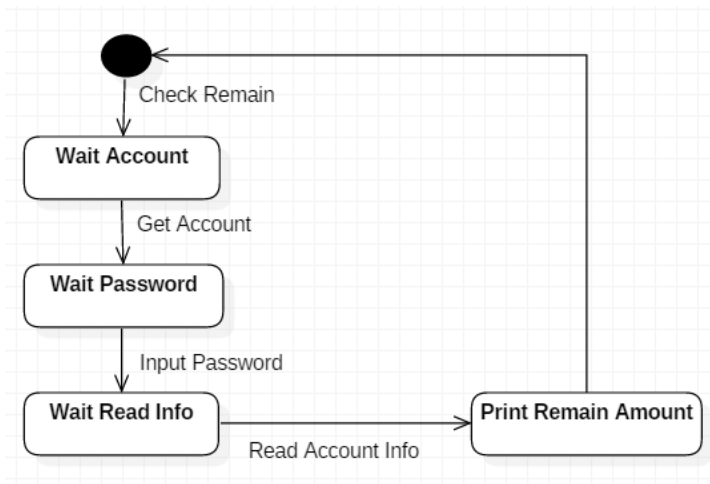 Check Remain
Wait Account
Get Account
Wait Password
Input Password
Wait Read Info
Print Remain Amount
Read Account Info